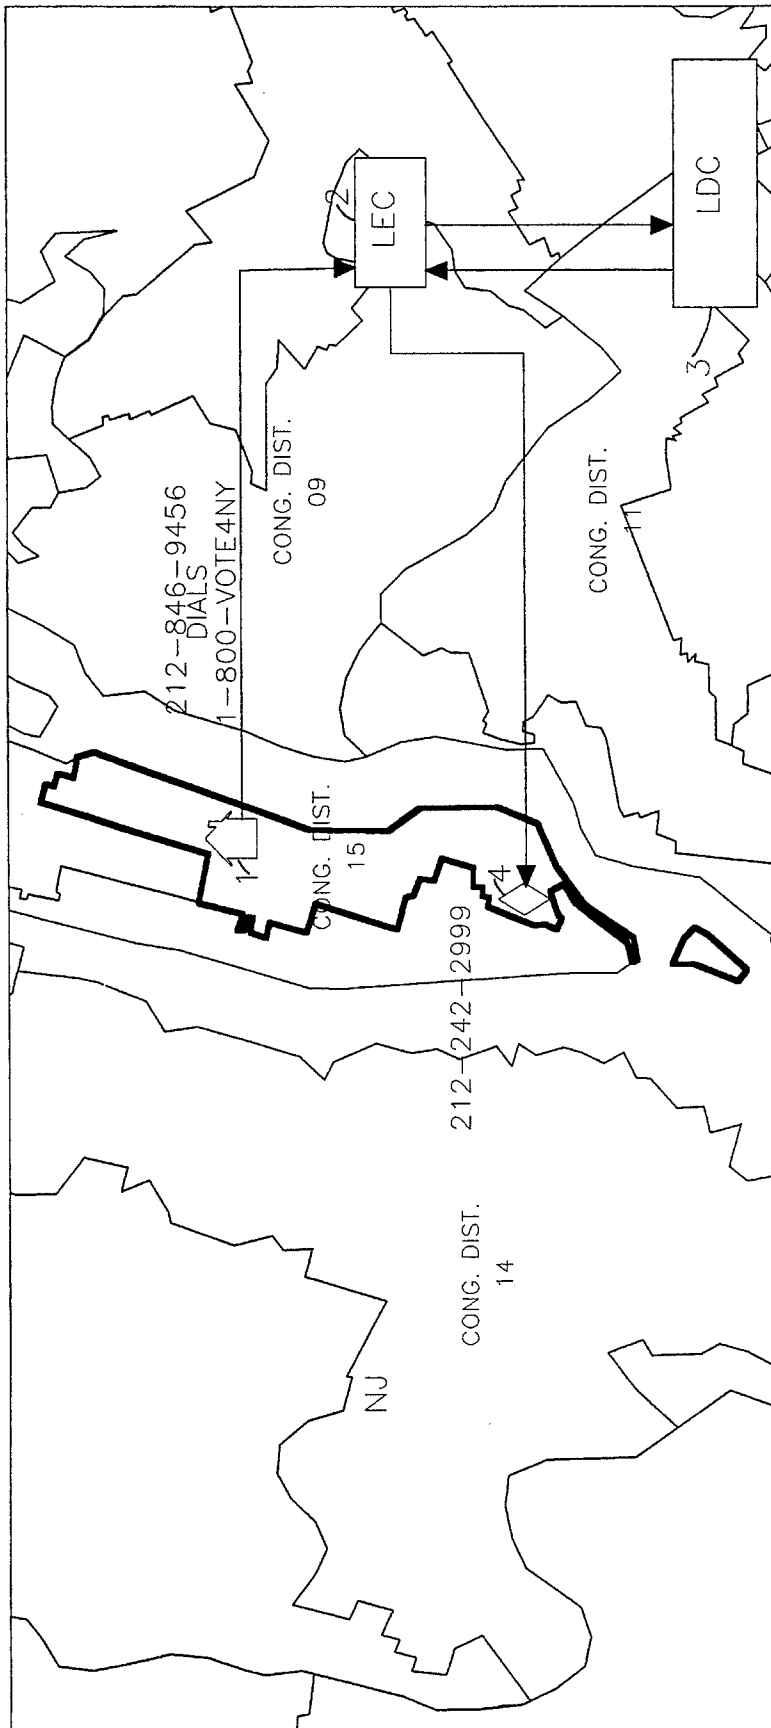 212-846-9456
DIALS
1-800-VOTE4NY
1
2
LEC
CONG. DIST.
09
CONG. DIST.
15
3
LDC
CONG. DIST.
11
4
212-242-2999
CONG. DIST.
14
NJ